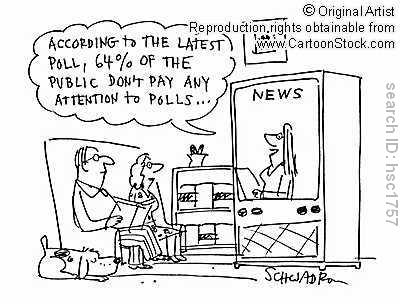 © Original Artist
Reproduction rights obtainable from
www.CartoonStock.com
ACCORDING to THE LATEST
POLL, 64% OF THE
PUBLIC DON'T PAY ANY
ATTENTION to POLLS...
NEWS
SCHWADRON
search ID: hsc1757